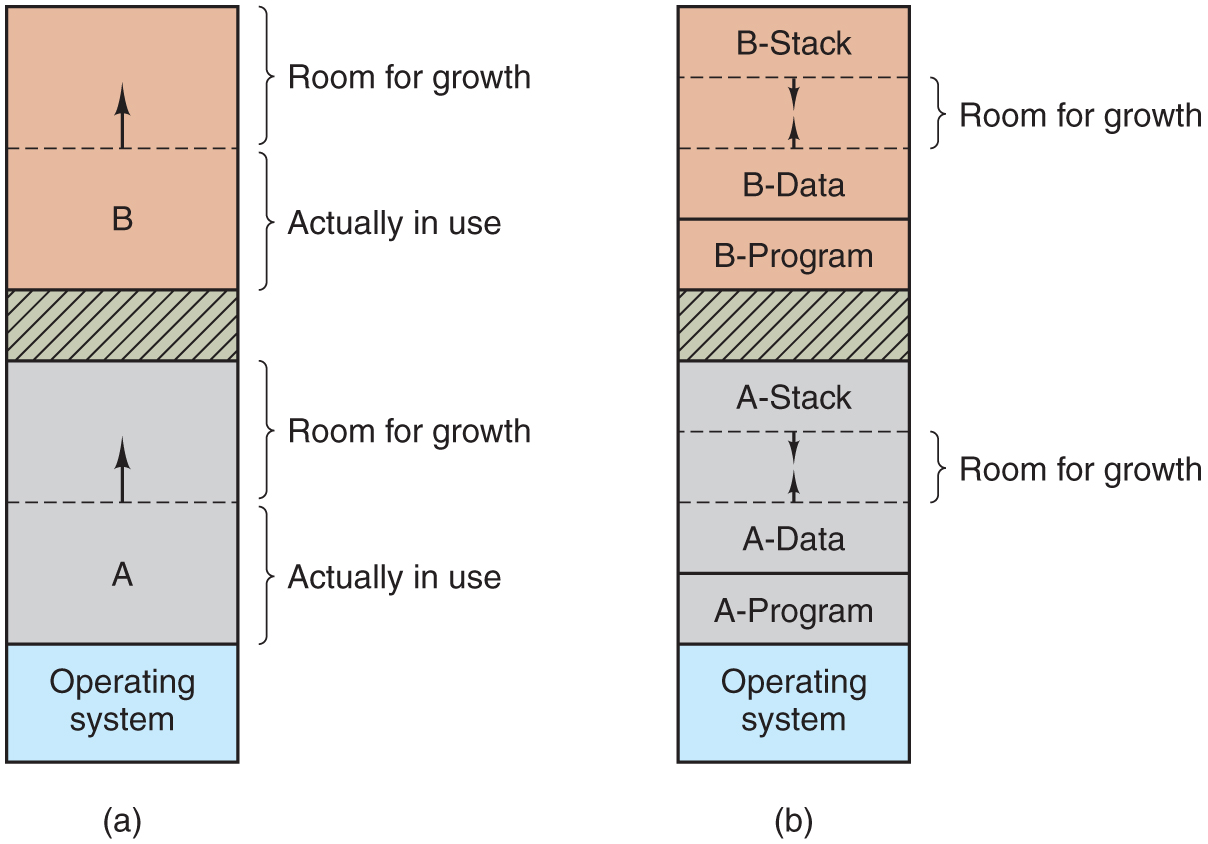 Room for growth
B
Actually in use
Room for growth
A
Actually in use
Operating
system
(a)
B-Stack
Room for growth
B-Data
B-Program
A-Stack
Room for growth
A-Data
A-Program
Operating
system
(b)